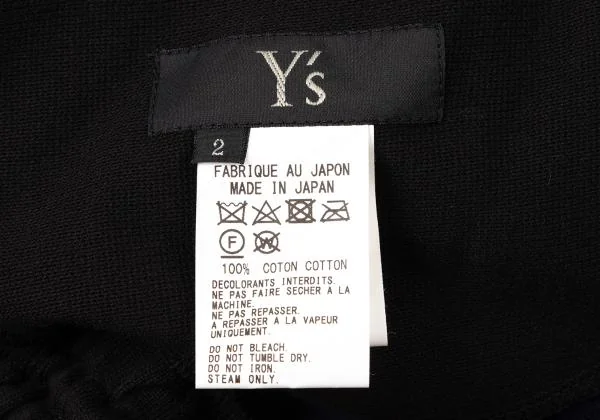 Y's
2
FABRIQUE AU JAPON
MADE IN JAPAN
F W
100% COTON COTTON
DECOLORANTS INTERDITS.
NE PAS FAIRE SECHER A LA
MACHINE.
NE PAS REPASSER.
A REPASSER A LA VAPEUR
UNIQUEMENT.
DO NOT BLEACH.
DO NOT TUMBLE DRY.
DO NOT IRON.
STEAM ONLY.